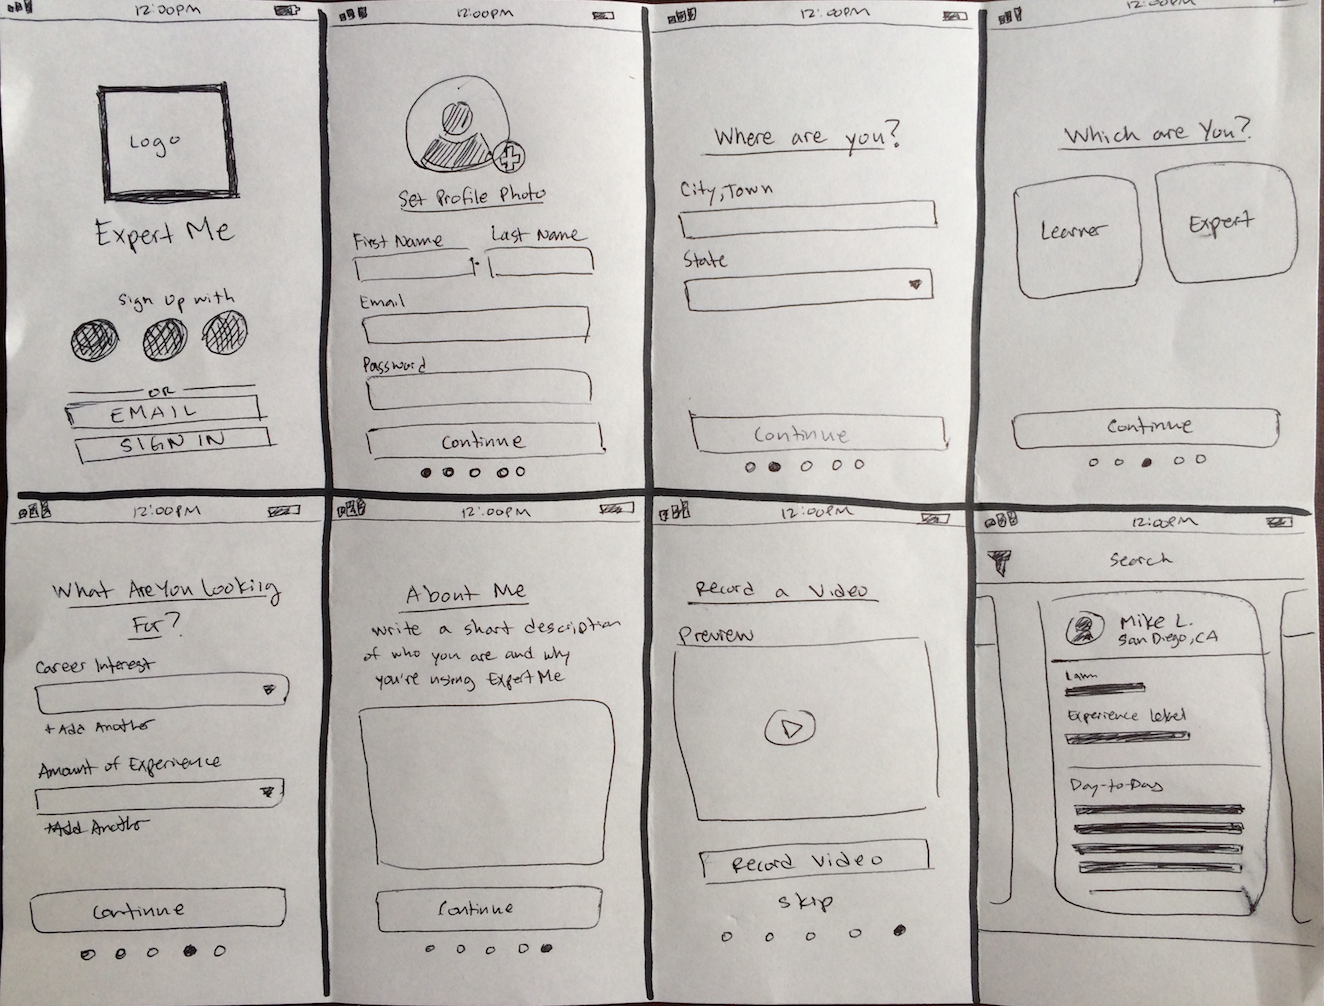 12:00PM
Logo
Expert Me
Sign Up with
OR
EMAIL
SIGN IN
12:00PM
Set Profile Photo
First Name
Last Name
Email
Password
Continue
12:00PM
Where are you?
City, Town
State
Continue
12:00PM
Which are You?
Learner
Expert
Continue
12:00PM
What Are You Looking
For?
Career Interest
+ Add Another
Amount of Experience
+Add Another
Continue
12:00PM
About Me
Write a short description
of who you are and why
you're using Expert Me
Continue
12:00PM
Record a Video
Preview
Record Video
Skip
12:00PM
Search
Mike L.
San Diego, CA
Experience Level
Day-to-Day